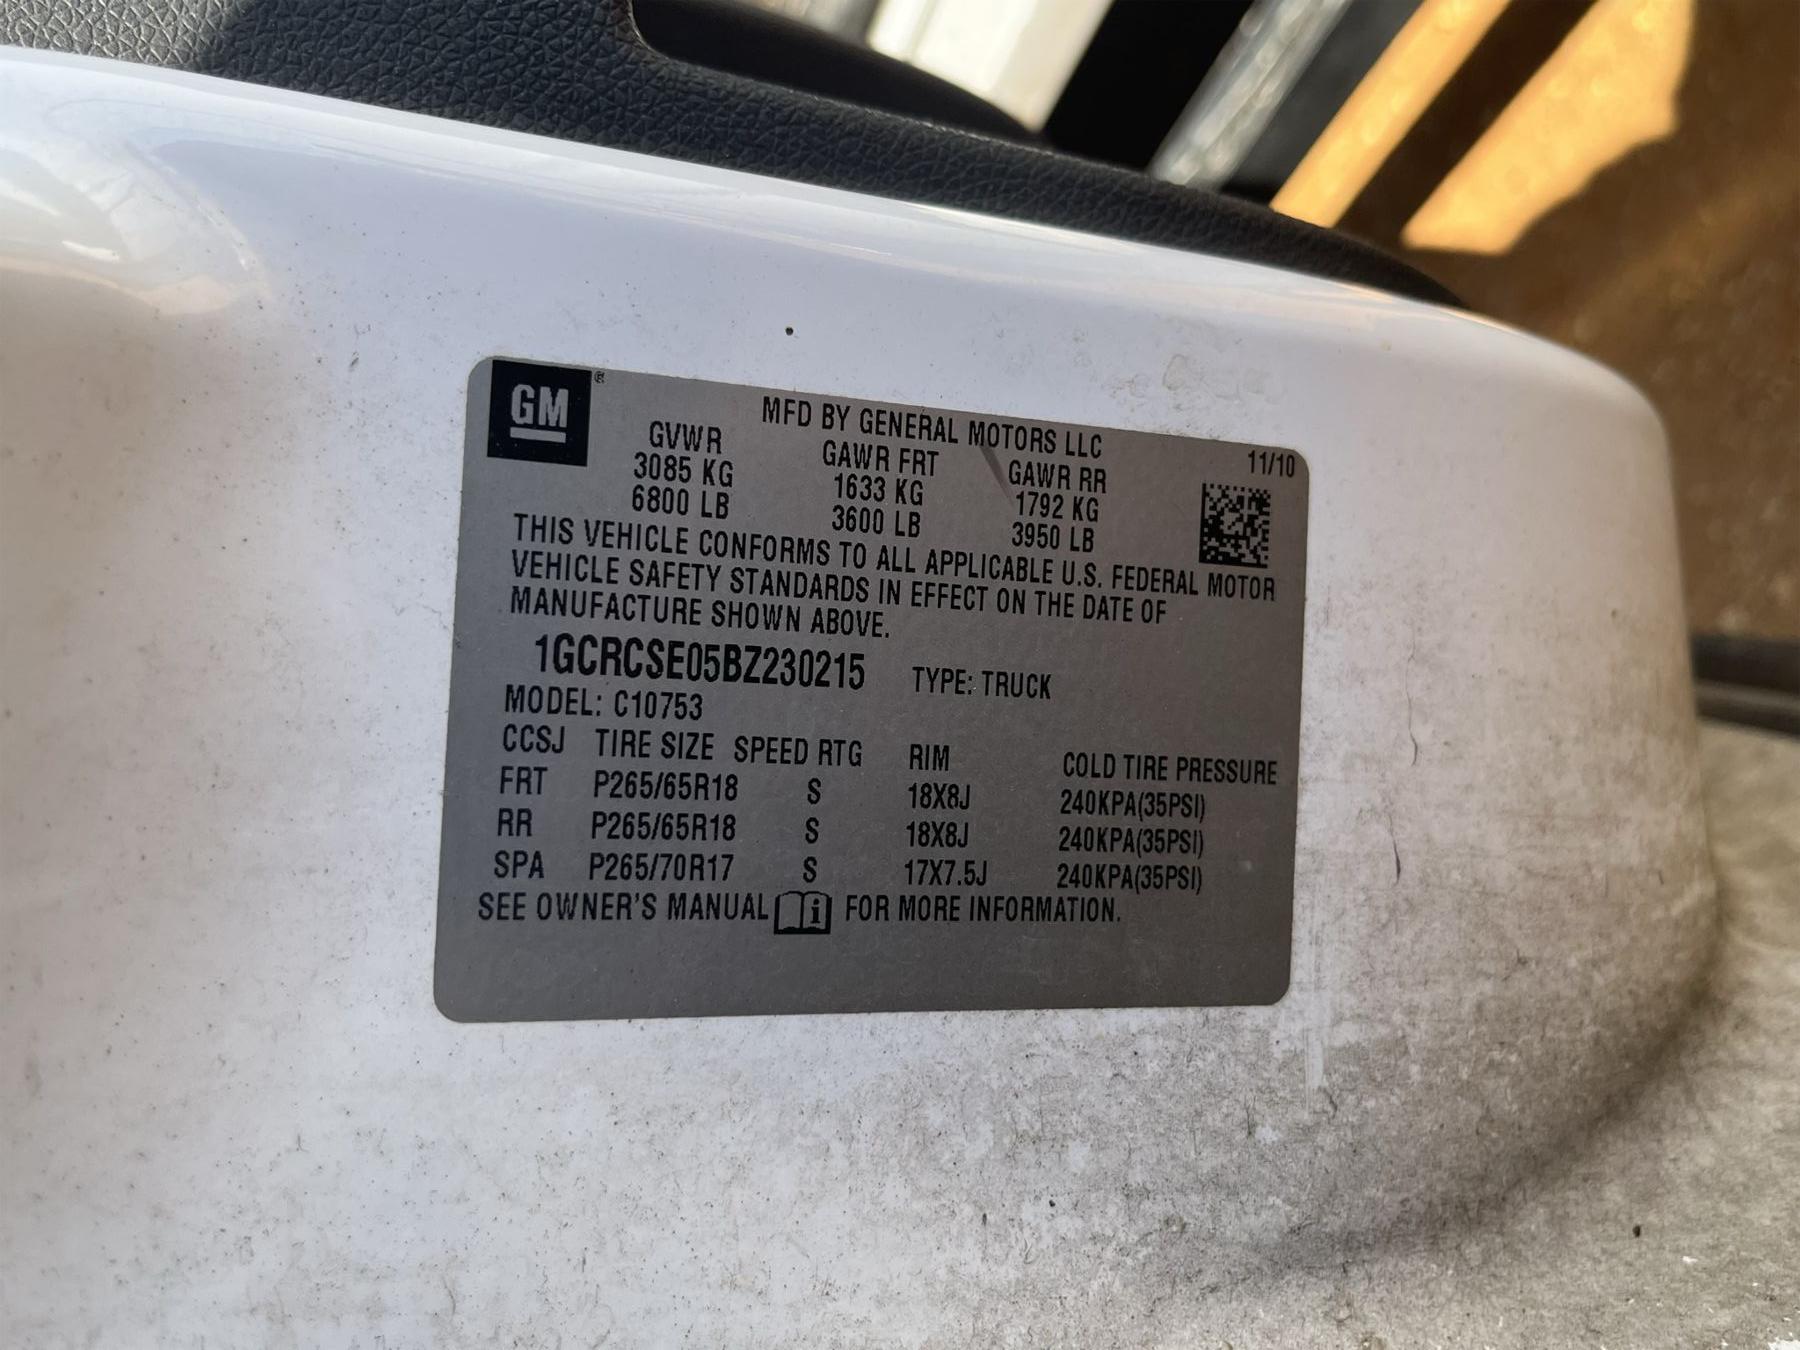 GM
MFD BY GENERAL MOTORS LLC
GVWR GAWR FRT GAWR RR 11/10
3085 KG 1633 KG 1792 KG
6800 LB 3600 LB 3950 LB
THIS VEHICLE CONFORMS TO ALL APPLICABLE U.S. FEDERAL MOTOR
VEHICLE SAFETY STANDARDS IN EFFECT ON THE DATE OF
MANUFACTURE SHOWN ABOVE.
1GCRCSE05BZ230215 TYPE: TRUCK
MODEL: C10753
CCSJ TIRE SIZE SPEED RTG RIM COLD TIRE PRESSURE
FRT P265/65R18 S 18X8J 240KPA(35PSI)
RR P265/65R18 S 18X8J 240KPA(35PSI)
SPA P265/70R17 S 17X7.5J 240KPA(35PSI)
SEE OWNER'S MANUAL i FOR MORE INFORMATION.